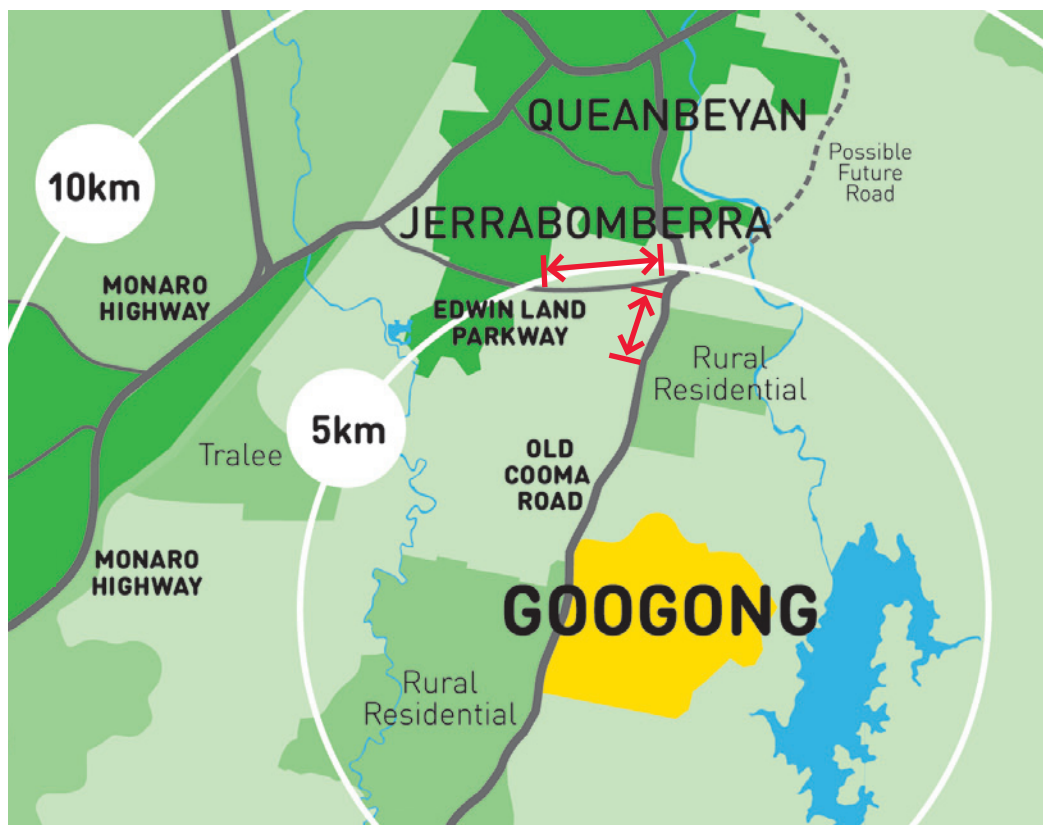 QUEANBEYAN
Possible
Future
Road
10km
JERRABOMBERRA
MONARO
HIGHWAY
EDWIN LAND
PARKWAY
Rural
Residential
5km
Tralee
OLD
COOMA
ROAD
MONARO
HIGHWAY
GOOGONG
Rural
Residential